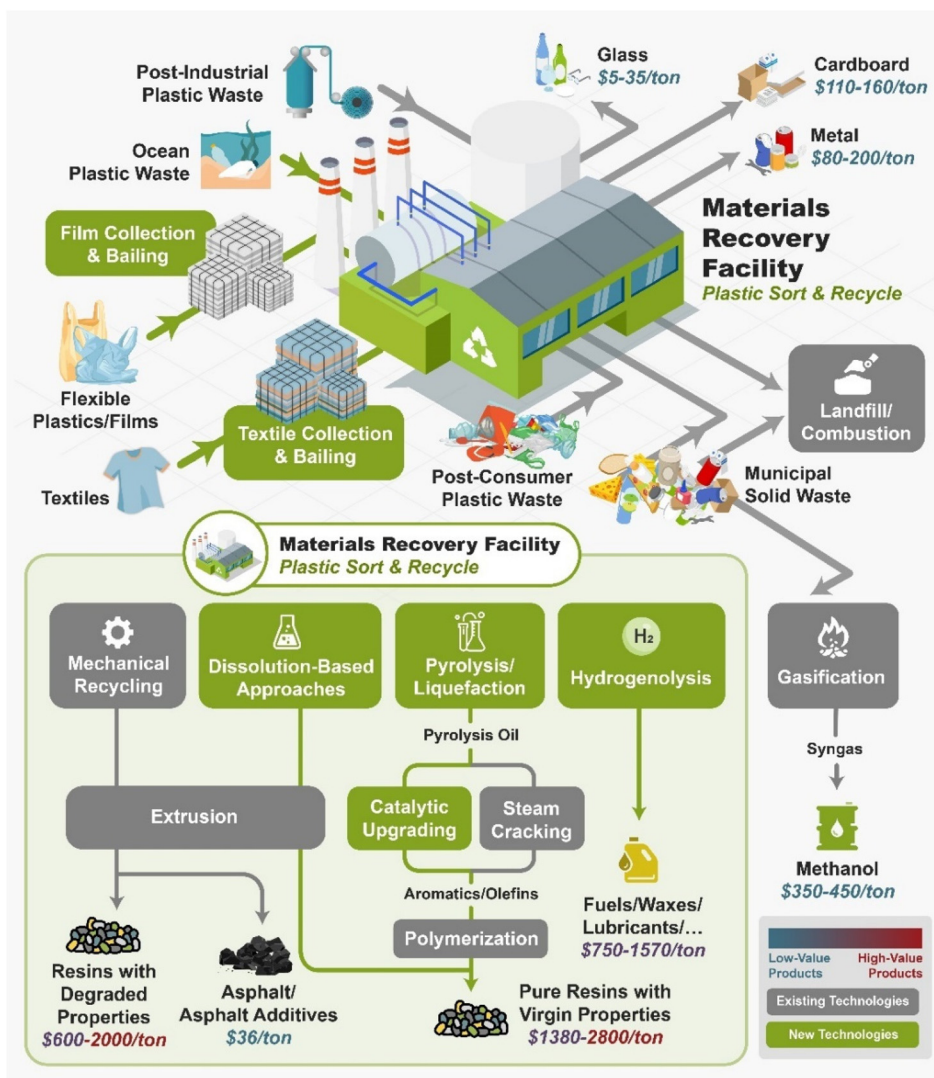 Post-Industrial
Plastic Waste
Glass
$5-35/ton
Cardboard
$110-160/ton
Ocean
Plastic Waste
Metal
$80-200/ton
Film Collection
& Bailing
Materials
Recovery
Facility
Plastic Sort & Recycle
Flexible
Plastics/Films
Textile Collection
& Bailing
Landfill/
Combustion
Textiles
Post-Consumer
Plastic Waste
Municipal
Solid Waste
Materials Recovery Facility
Plastic Sort & Recycle
Mechanical
Recycling
Dissolution-Based
Approaches
Pyrolysis/
Liquefaction
H₂
Hydrogenolysis
Gasification
Pyrolysis Oil
Syngas
Extrusion
Catalytic
Upgrading
Steam
Cracking
Methanol
$350-450/ton
Aromatics/Olefins
Fuels/Waxes/
Lubricants/...
$750-1570/ton
Polymerization
Resins with
Degraded
Properties
$600-2000/ton
Asphalt/
Asphalt Additives
$36/ton
Pure Resins with
Virgin Properties
$1380-2800/ton
Low-Value
Products
High-Value
Products
Existing Technologies
New Technologies